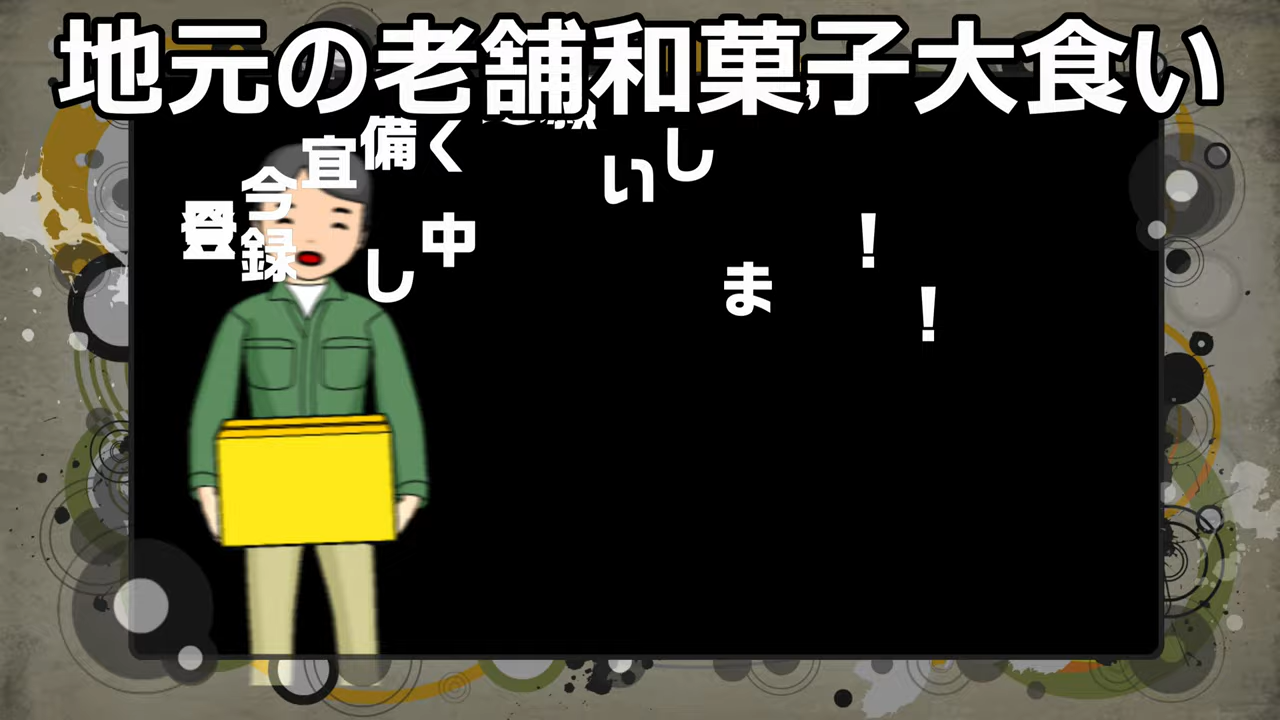 地元の老舗和菓子大食い
今備中
登録宜しくいしま！！